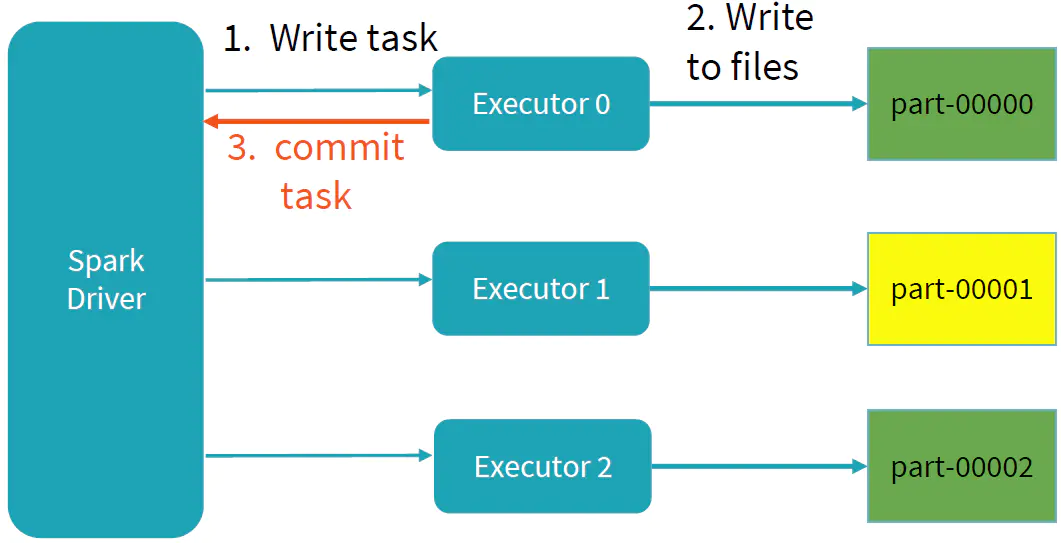 1. Write task
2. Write
to files
Executor 0
part-00000
3. commit
task
Spark
Driver
Executor 1
part-00001
Executor 2
part-00002